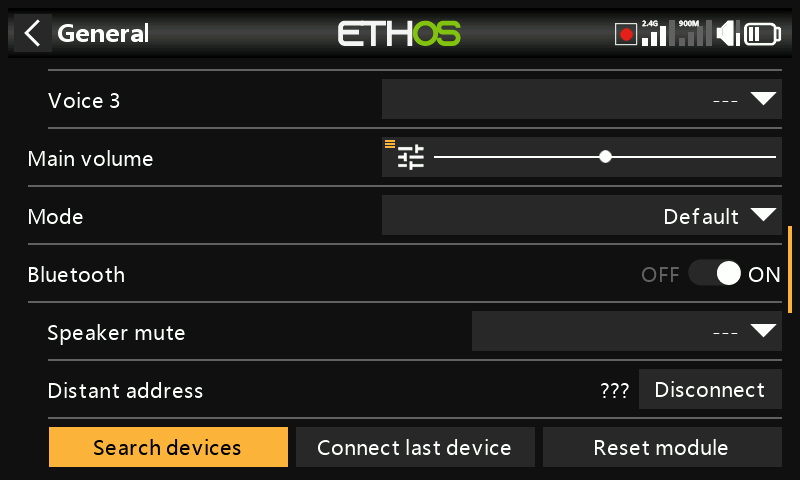 General
ETHOS
2.4G
900M
Voice 3
---
Main volume
Mode
Default
Bluetooth
OFF
ON
Speaker mute
---
Distant address
???
Disconnect
Search devices
Connect last device
Reset module